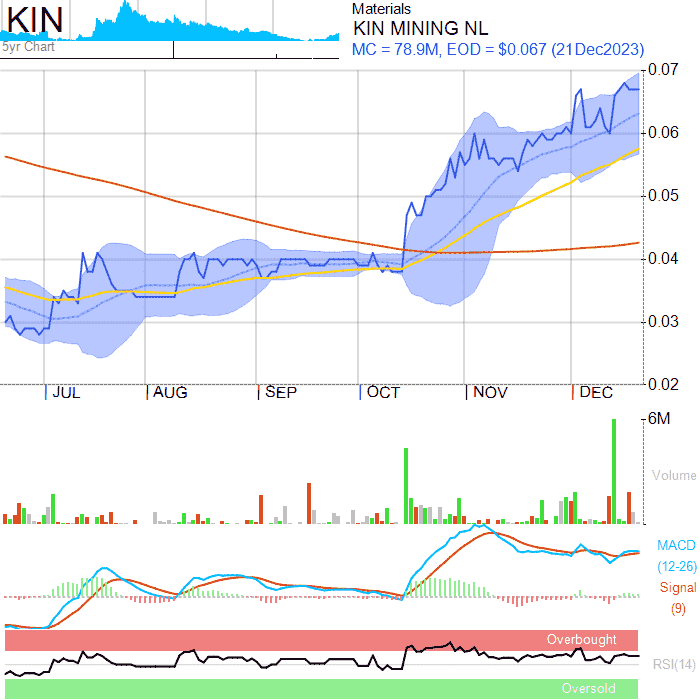 KIN
5yr Chart
Materials
KIN MINING NL
MC = 78.9M, EOD = $0.067 (21Dec2023)
0.07
0.06
0.05
0.04
0.03
0.02
JUL AUG SEP OCT NOV DEC
6M
Volume
MACD
(12-26)
Signal
(9)
Overbought
RSI(14)
Oversold